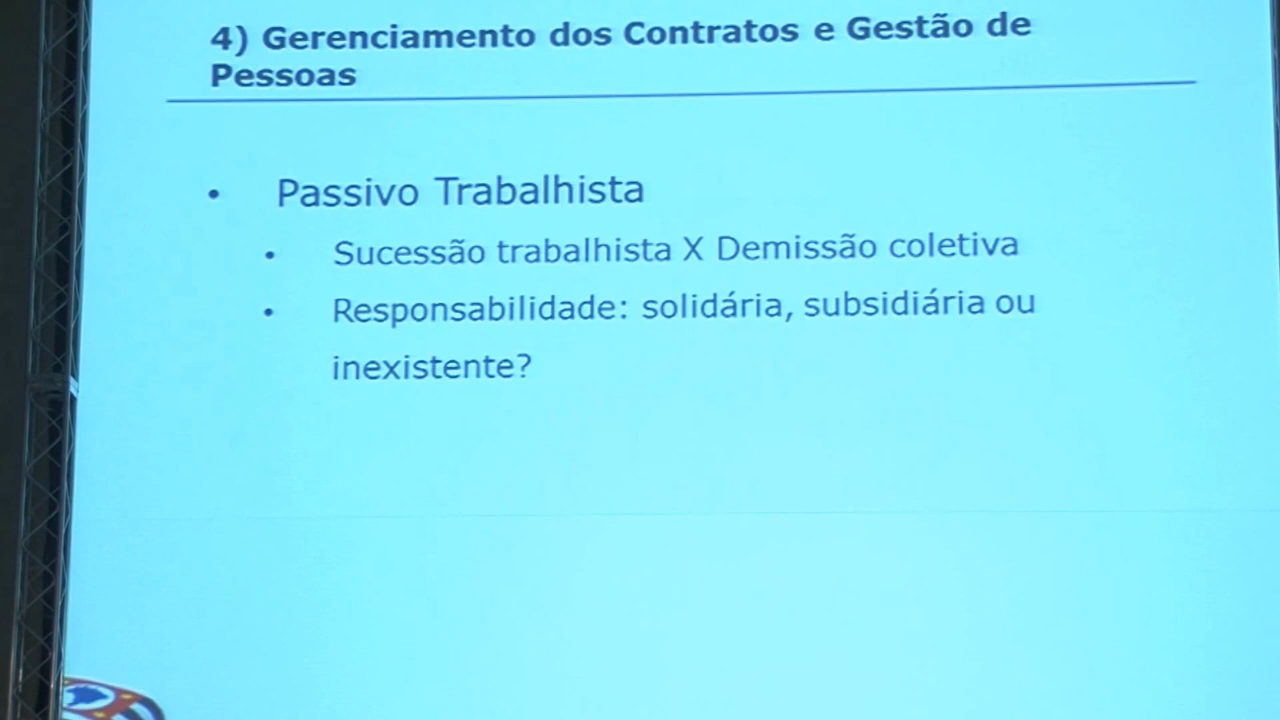 4) Gerenciamento dos Contratos e Gestão de
Pessoas
• Passivo Trabalhista
• Sucessão trabalhista X Demissão coletiva
• Responsabilidade: solidária, subsidiária ou
inexistente?